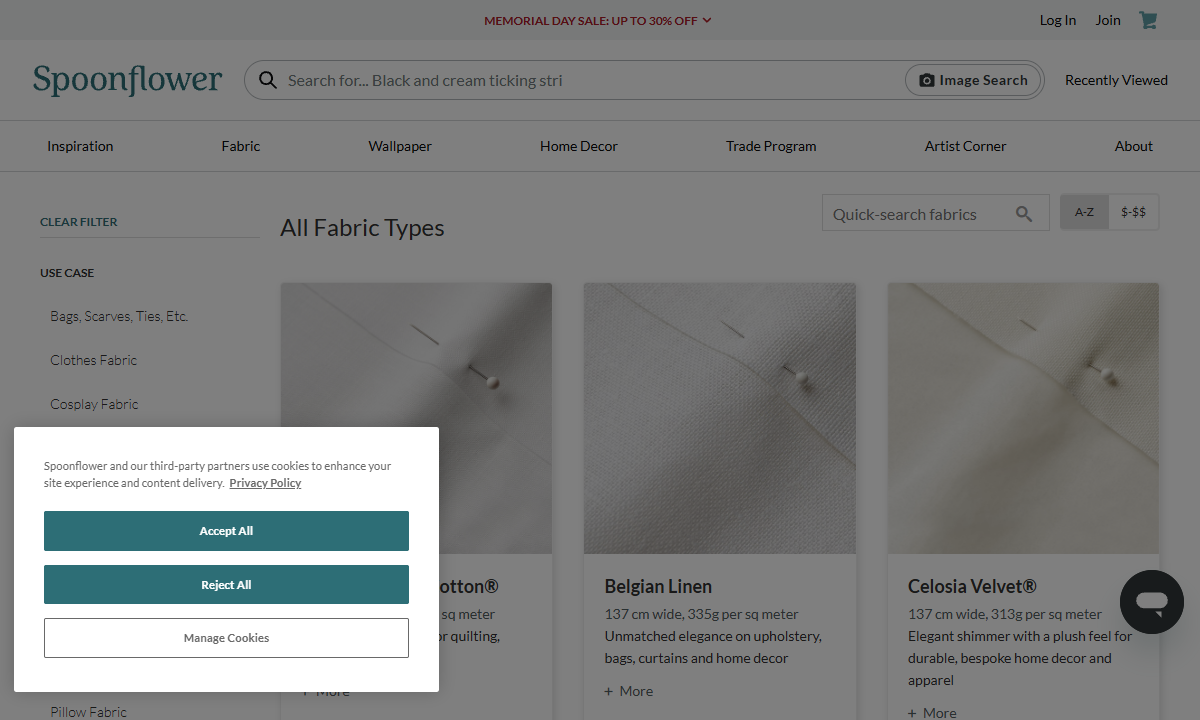 MEMORIAL DAY SALE: UP TO 30% OFF
Log In
Join
Spoonflower
Search for... Black and cream ticking stri
Image Search
Recently Viewed
Inspiration
Fabric
Wallpaper
Home Decor
Trade Program
Artist Corner
About
CLEAR FILTER
USE CASE
Bags, Scarves, Ties, Etc.
Clothes Fabric
Cosplay Fabric
Pillow Fabric
All Fabric Types
Quick-search fabrics
A-Z
$-$$
sq meter
quilting,
+ More
Belgian Linen
137 cm wide, 335g per sq meter
Unmatched elegance on upholstery,
bags, curtains and home decor
+ More
Celosia Velvet®
137 cm wide, 313g per sq meter
Elegant shimmer with a plush feel for
durable, bespoke home decor and
apparel
+ More
Spoonflower and our third-party partners use cookies to enhance your
site experience and content delivery. Privacy Policy
Accept All
Reject All
Manage Cookies